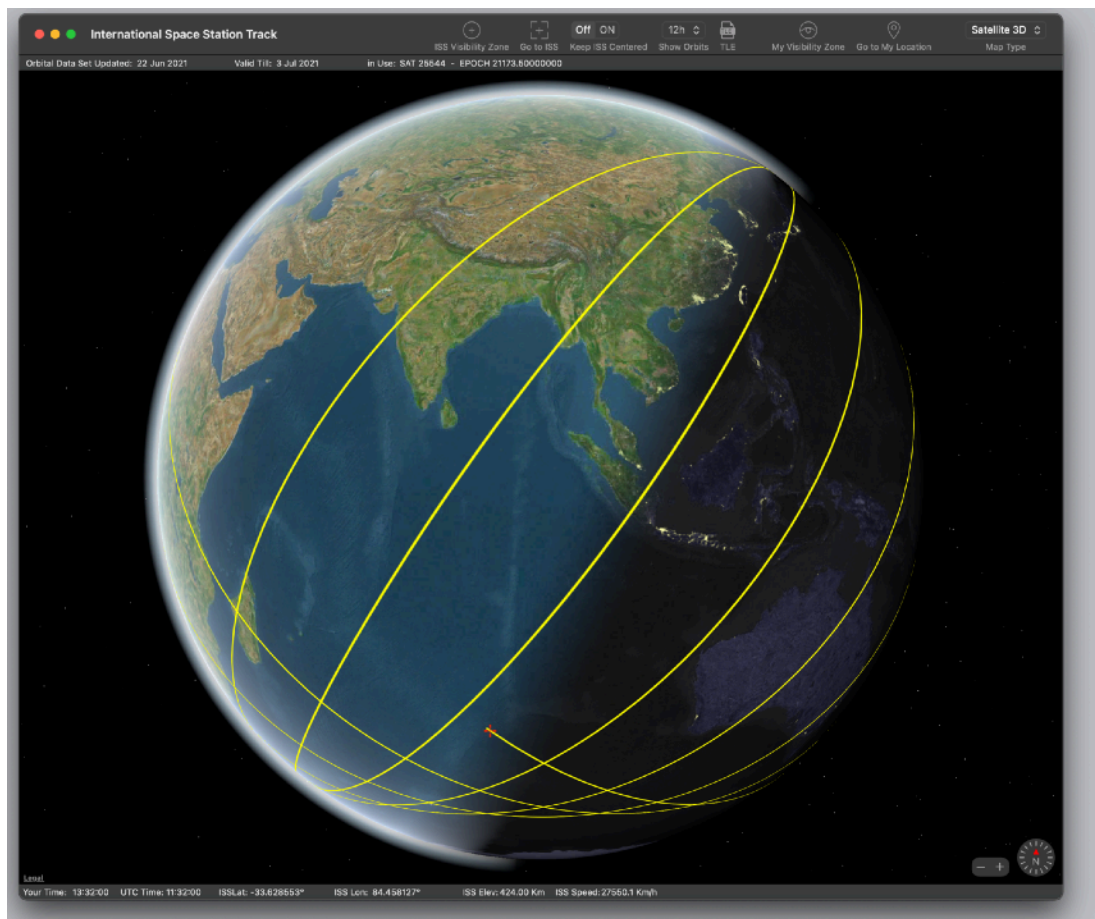 International Space Station Track
Off ON
12h
Satellite 3D
ISS Visibility Zone Go to ISS Keep ISS Centered Show Orbits TLE My Visibility Zone Go to My Location Map Type
Orbital Data Set Updated: 22 Jun 2021 Valid Till: 3 Jul 2021 in Use: SAT 25544 - EPOCH 21173.50000000
Legal
N
Your Time: 13:32:00 UTC Time: 11:32:00 ISSLat: -33.628553° ISS Lon: 84.458127° ISS Elev: 424.00 Km ISS Speed: 27550.1 Km/h